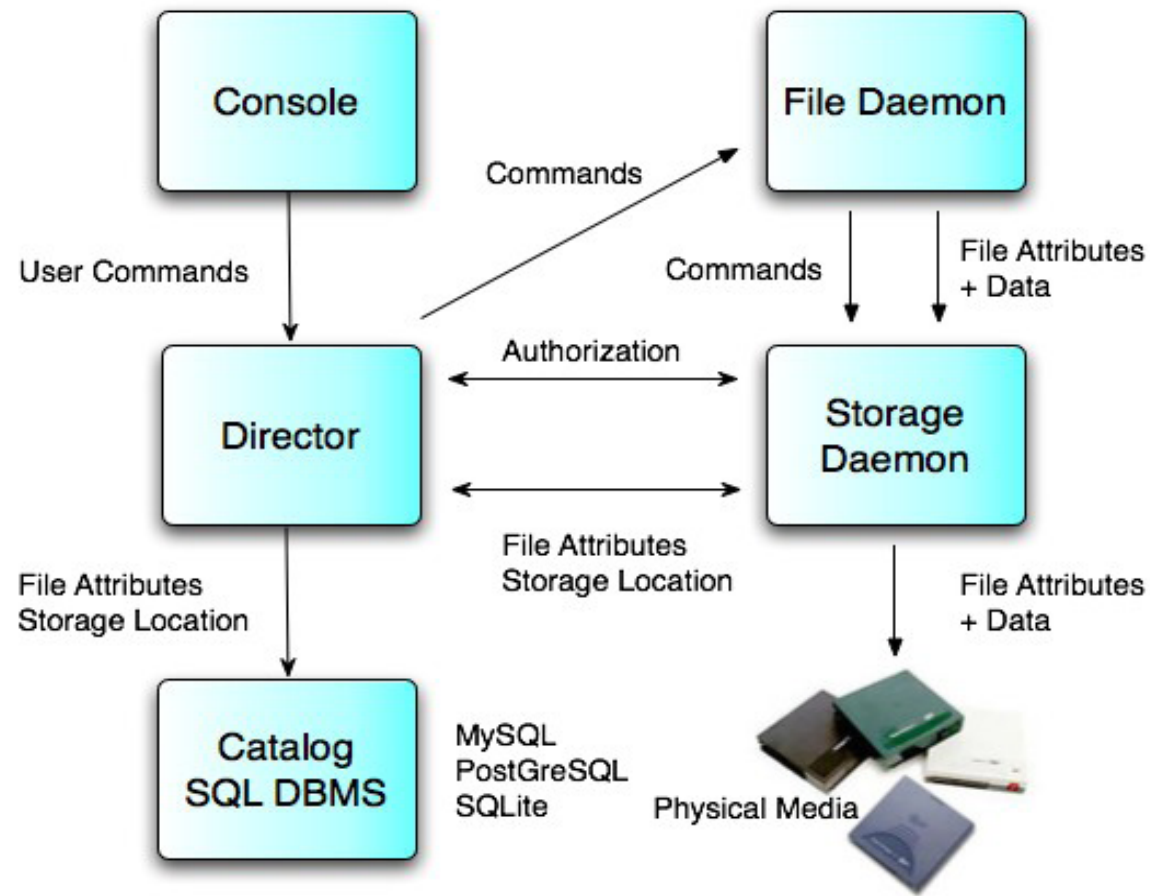 Console
File Daemon
Commands
User Commands
Commands
File Attributes
+ Data
Authorization
Director
Storage
Daemon
File Attributes
Storage Location
File Attributes
Storage Location
File Attributes
+ Data
Catalog
SQL DBMS
MySQL
PostGreSQL
SQLite
Physical Media